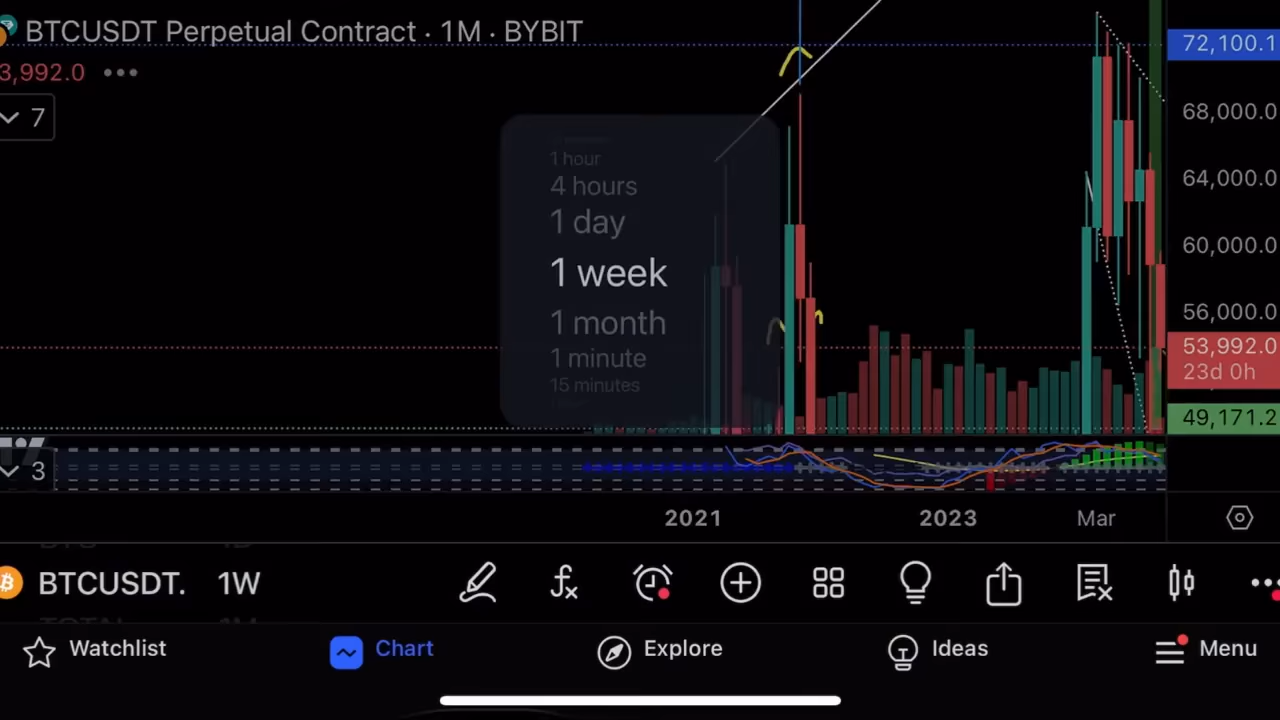 BTCUSDT Perpetual Contract · 1M · BYBIT
3,992.0
7
72,100.1
68,000.0
64,000.0
60,000.0
56,000.0
53,992.0
23d 0h
49,171.2
1 hour
4 hours
1 day
1 week
1 month
1 minute
15 minutes
3
2021
2023
Mar
BTCUSDT. 1W
Watchlist
Chart
Explore
Ideas
Menu